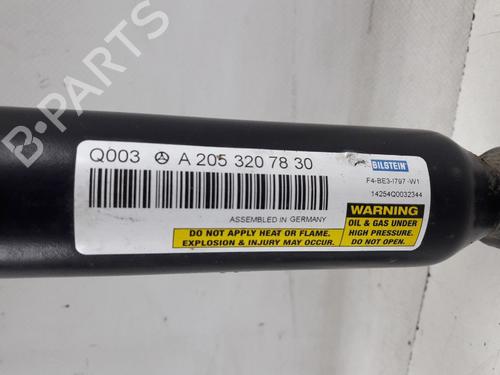 Q003 A 205 320 78 30
BILSTEIN
F4-BE3-I797-W1
14254Q0032344
ASSEMBLED IN GERMANY
DO NOT APPLY HEAT OR FLAME.
EXPLOSION & INJURY MAY OCCUR.
WARNING
OIL & GAS UNDER
HIGH PRESSURE.
DO NOT OPEN.
B-PARTS